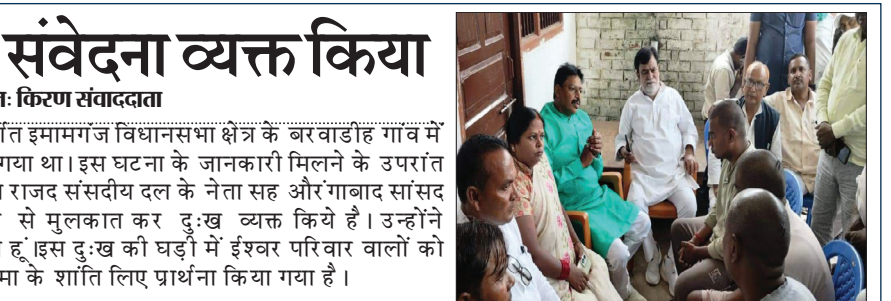 संवेदना व्यक्त किया
किरण संवाददाता
इमामगंज विधानसभा क्षेत्र के बरवाडीह गांव में
गया था। इस घटना के जानकारी मिलने के उपरांत
राजद संसदीय दल के नेता सह औरंगाबाद सांसद
से मुलकात कर दुःख व्यक्त किये है। उन्होंने
हूं।इस दुःख की घड़ी में ईश्वर परिवार वालों को
के शांति लिए प्रार्थना किया गया है।